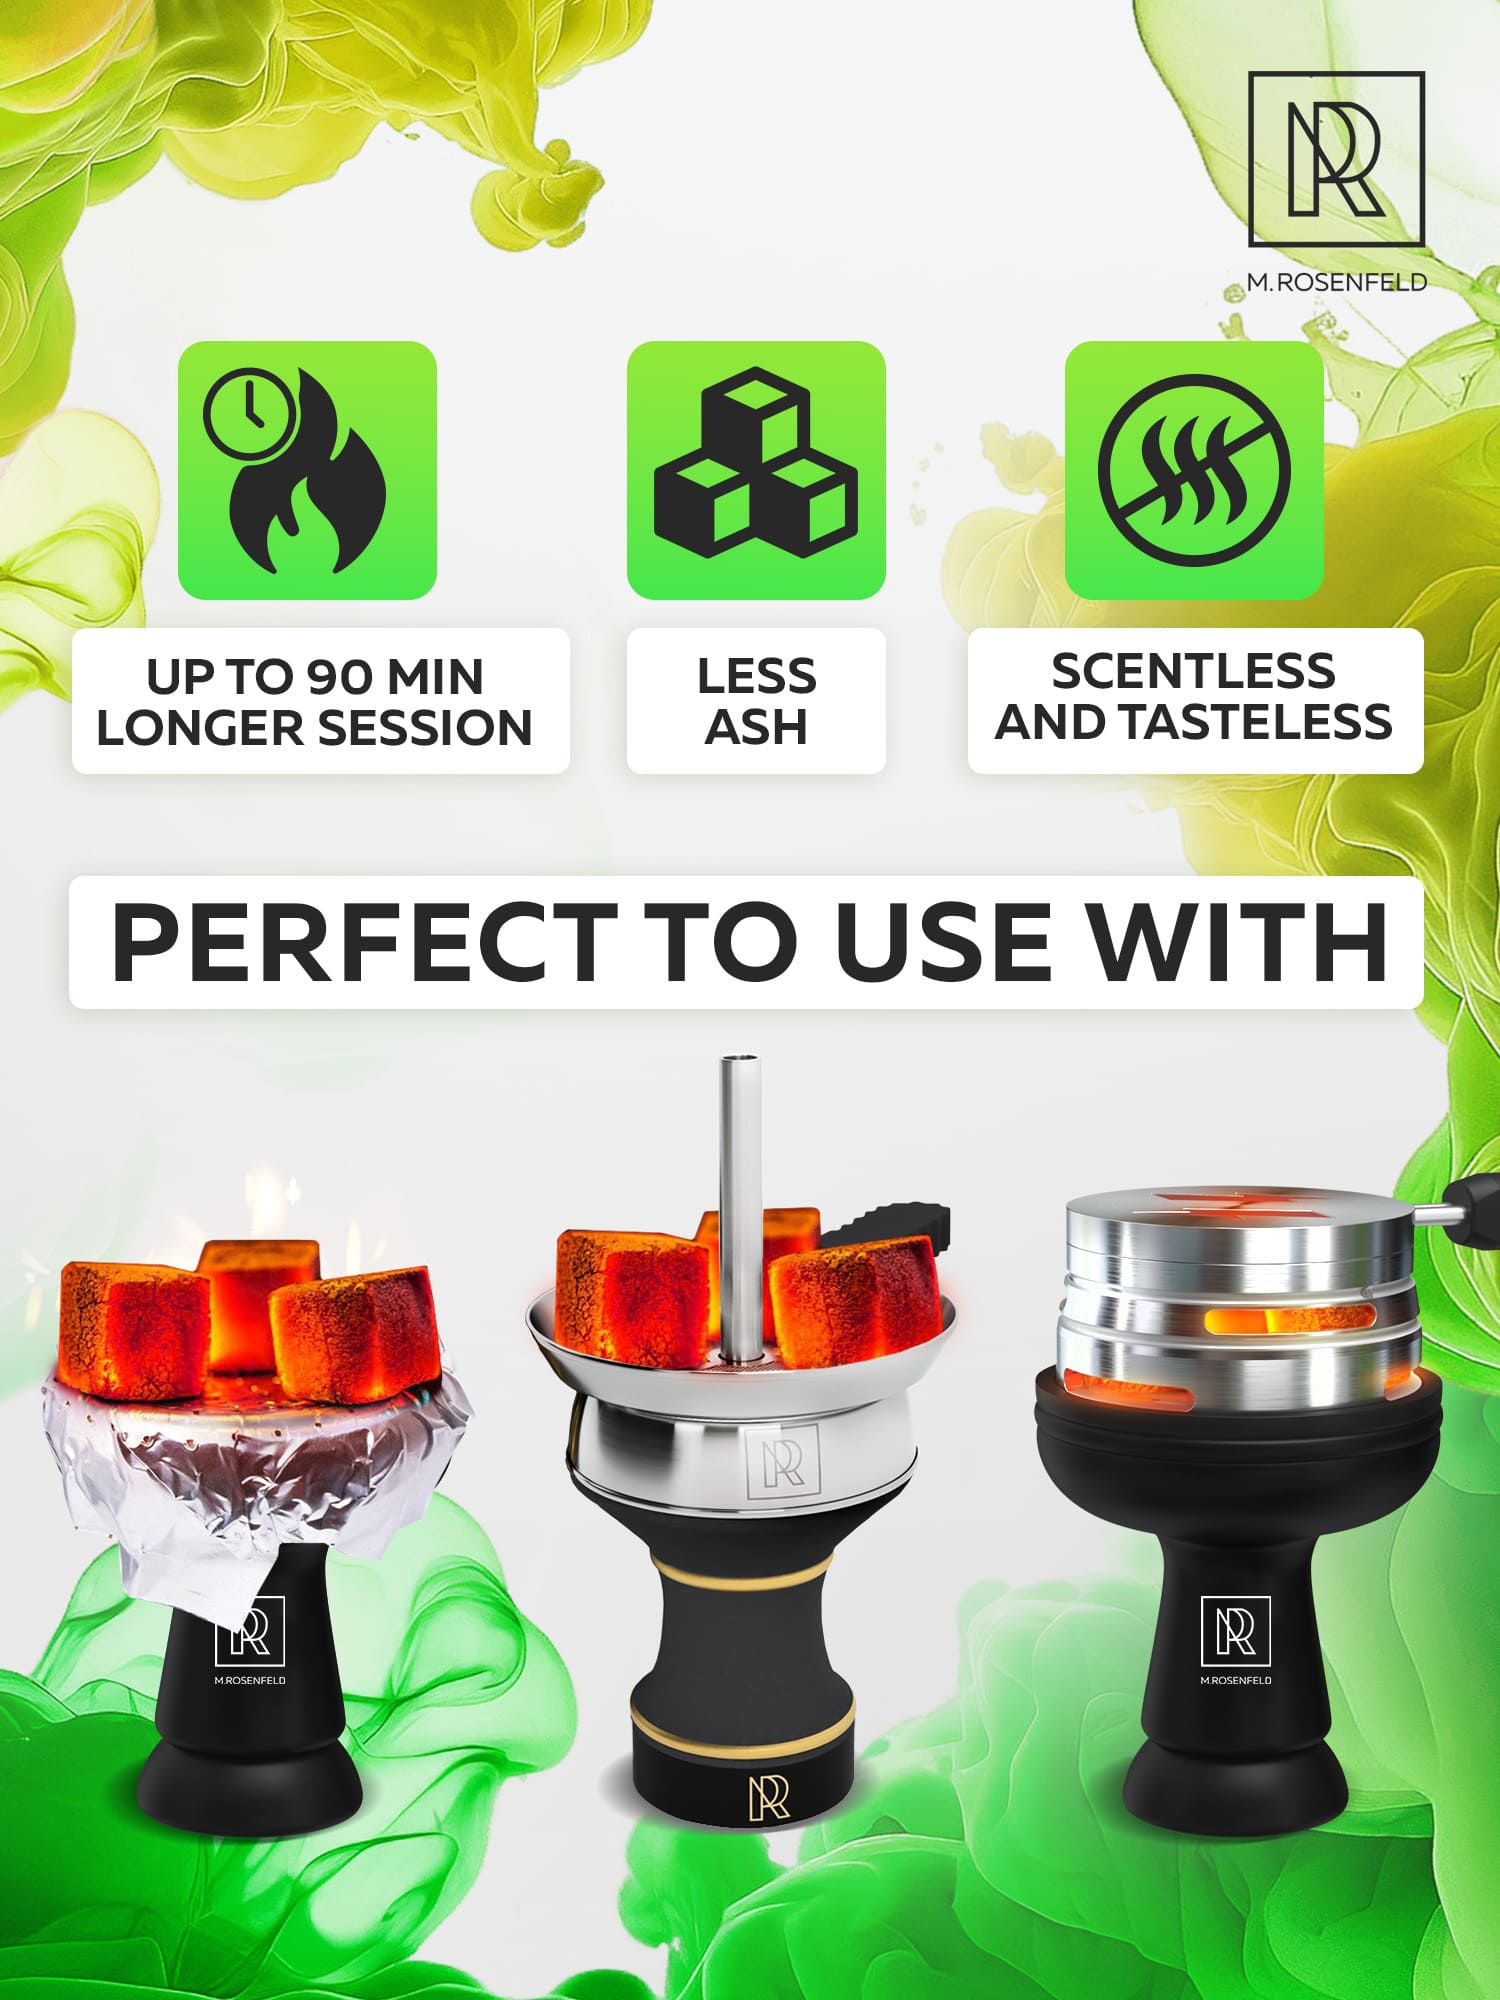 M.ROSENFELD
UP TO 90 MIN
LONGER SESSION
LESS
ASH
SCENTLESS
AND TASTELESS
PERFECT TO USE WITH
M.ROSENFELD
M.ROSENFELD